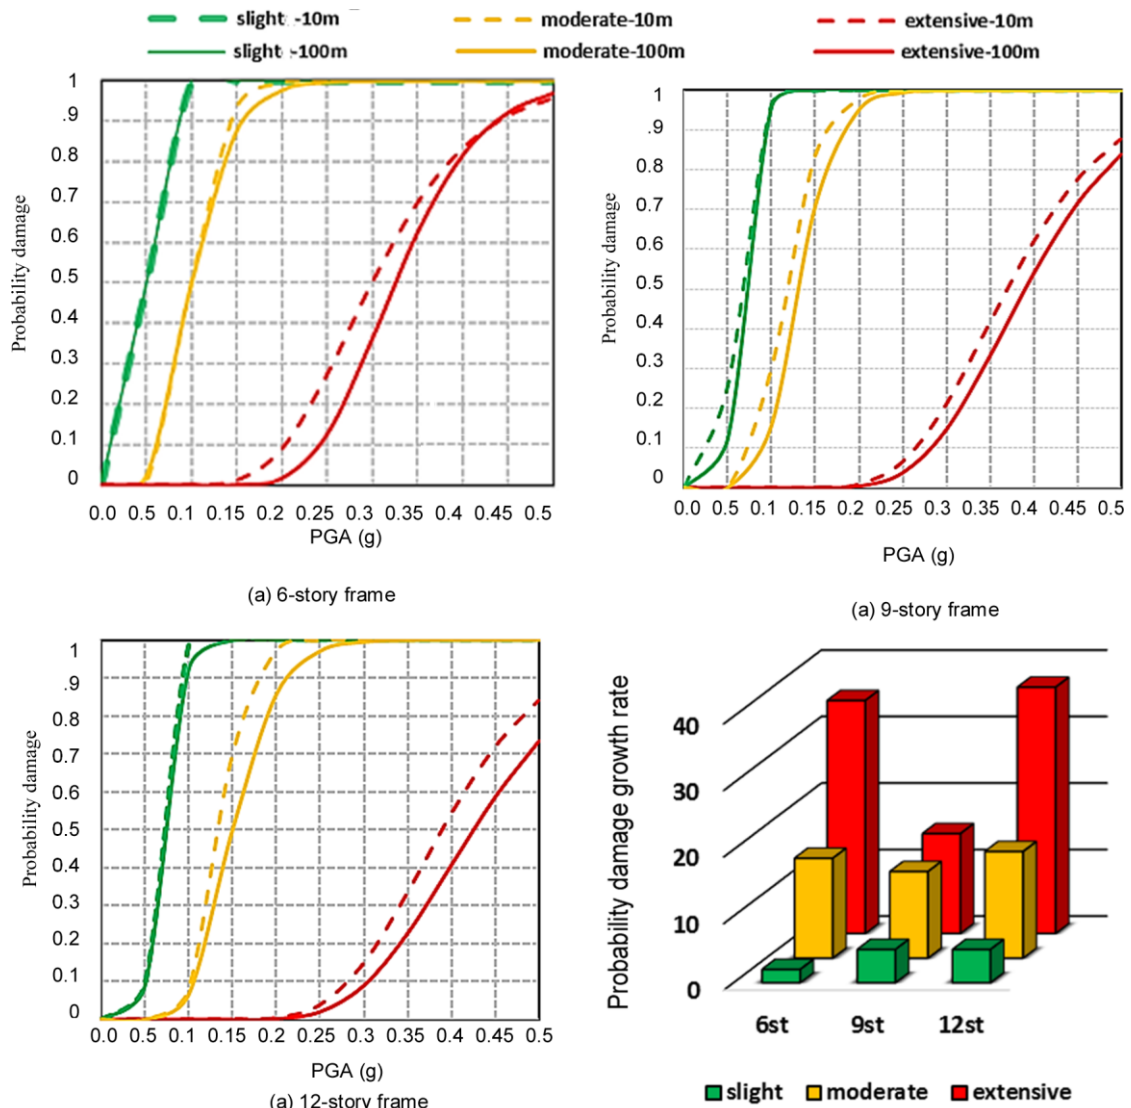 slight -10m moderate-10m extensive-10m
slight -100m moderate-100m extensive-100m
1
.9
0.8
0.7
0.6
0.5
0.4
0.3
0.2
0.1
0
Probability damage
0.0 0.5 0.1 0.15 0.2 0.25 0.3 0.35 0.4 0.45 0.5
PGA (g)
(a) 6-story frame
1
.9
0.8
0.7
0.6
0.5
0.4
0.3
0.2
0.1
0
Probability damage
0.0 0.5 0.1 0.15 0.2 0.25 0.3 0.35 0.4 0.45 0.5
PGA (g)
(a) 9-story frame
1
.9
0.8
0.7
0.6
0.5
0.4
0.3
0.2
0.1
0
Probability damage
0.0 0.5 0.1 0.15 0.2 0.25 0.3 0.35 0.4 0.45 0.5
PGA (g)
(a) 12-story frame
Probability damage growth rate
40
30
20
10
0
6st 9st 12st
slight moderate extensive